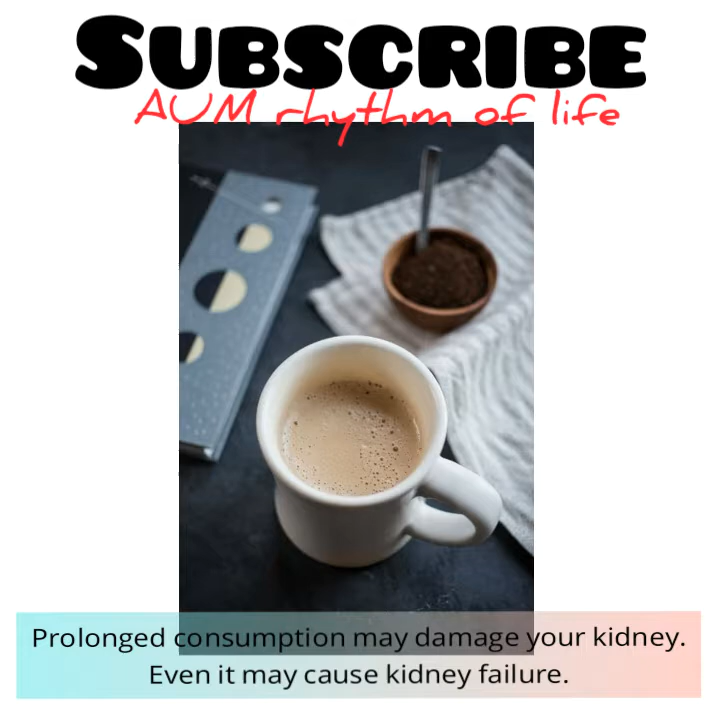 SUBSCRIBE
AUM rhythm of life
Prolonged consumption may damage your kidney.
Even it may cause kidney failure.